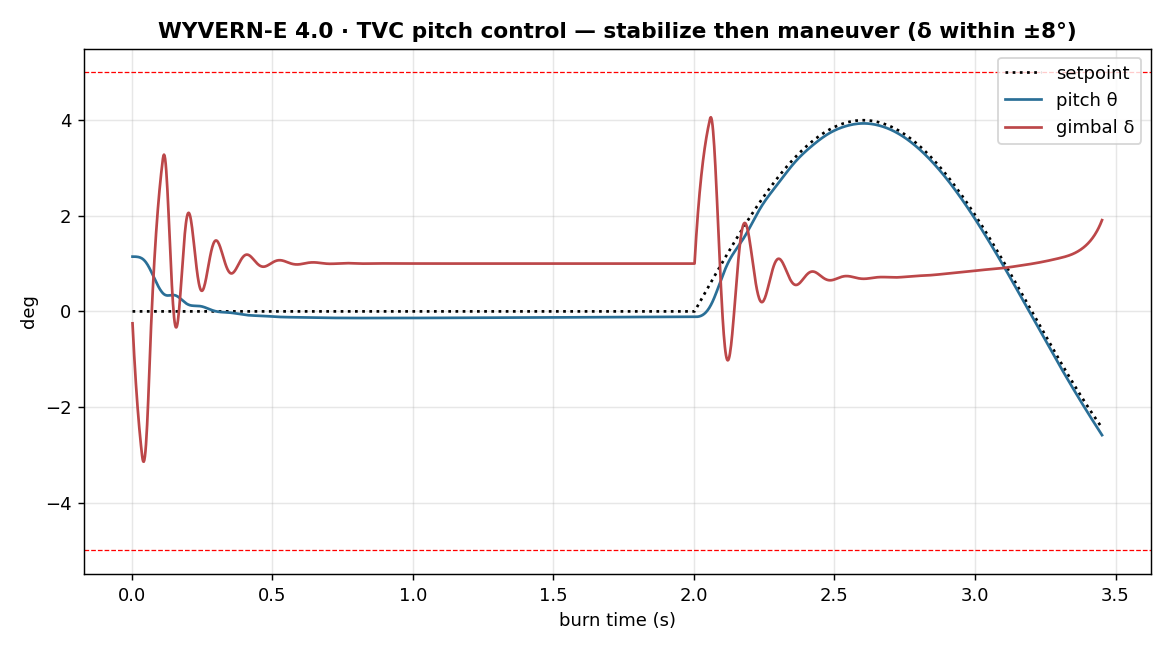 WYVERN-E 4.0 · TVC pitch control — stabilize then maneuver (δ within ±8°)
setpoint
pitch θ
gimbal δ
4
2
0
−2
−4
deg
0.0 0.5 1.0 1.5 2.0 2.5 3.0 3.5
burn time (s)